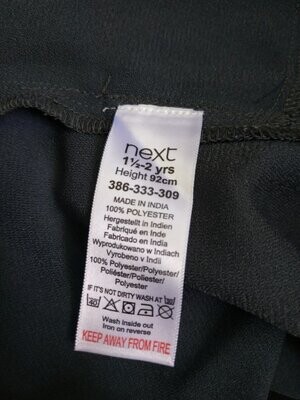 next
1½-2 yrs
Height 92cm
386-333-309
MADE IN INDIA
100% POLYESTER
Hergestellt in Indien
Fabriqué en Inde
Fabricado en India
Wyprodukowano w Indiach
Vyrobeno v Indii
100% Polyester/Polyester/
Poliéster/Poliester/
Polyester
IF IT'S NOT DIRTY WASH AT
40
Wash inside out
Iron on reverse
KEEP AWAY FROM FIRE